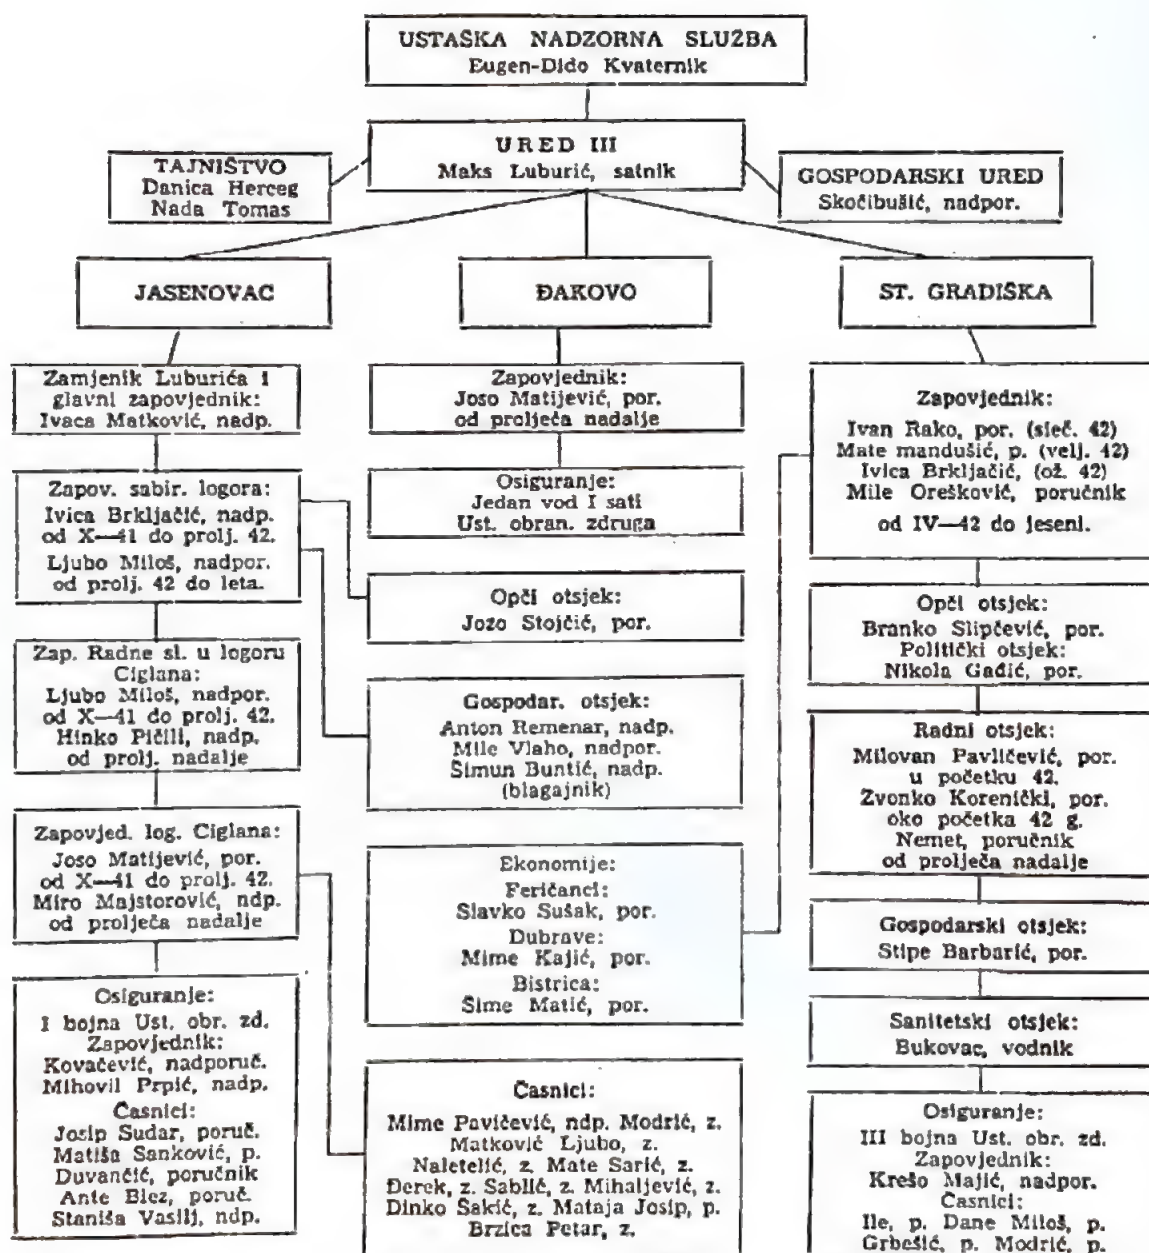 USTAŠKA NADZORNA SLUŽBA
Eugen-Dido Kvaternik
URED III
Maks Luburić, satnik
TAJNIŠTVO
Danica Herceg
Nada Tomas
GOSPODARSKI URED
Skočibušić, nadpor.
JASENOVAC
ĐAKOVO
ST. GRADIŠKA
Zamjenik Luburića i
glavni zapovjednik:
Ivaca Matković, nadp.
Zapov. sabir. logora:
Ivica Brkljačić, nadp.
od X—41 do prolj. 42.
Ljubo Miloš, nadpor.
od prolj. 42 do leta.
Zap. Radne sl. u logoru
Ciglana:
Ljubo Miloš, nadpor.
od X—41 do prolj. 42.
Hinko Pičili, nadp.
od prolj. nadalje
Zapovjed. log. Ciglana:
Joso Matijević, por.
od X—41 do prolj. 42.
Miro Majstorović, ndp.
od prolječa nadalje
Osiguranje:
I bojna Ust. obr. zd.
Zapovjednik:
Kovačević, nadporuč.
Mihovil Prpić, nadp.
Časnici:
Josip Sudar, poruč.
Matiša Sanković, p.
Duvančić, poručnik
Ante Blez, poruč.
Staniša Vasilj, ndp.
Zapovjednik:
Joso Matijević, por.
od prolječa nadalje
Osiguranje:
Jedan vod I sati
Ust. obran. zdruga
Opči otsjek:
Jozo Stojčić, por.
Gospodar. otsjek:
Anton Remenar, nadp.
Mile Vlaho, nadpor.
Šimun Buntić, nadp.
(blagajnik)
Ekonomije:
Feričanci:
Slavko Sušak, por.
Dubrave:
Mime Kajić, por.
Bistrica:
Šime Matić, por.
Časnici:
Mime Pavičević, ndp. Modrić, z.
Matković Ljubo, z.
Naletelić, z. Mate Sarić, z.
Đerek, z. Sablić, z. Mihaljević, z.
Dinko Šakić, z. Mataja Josip, p.
Brzica Petar, z.
Zapovjednik:
Ivan Rako, por. (sieč. 42)
Mate mandušić, p. (velj. 42)
Ivica Brkljačić, (ož. 42)
Mile Orešković, poručnik
od IV—42 do jeseni.
Opči otsjek:
Branko Slipčević, por.
Politički otsjek:
Nikola Gadić, por.
Radni otsjek:
Milovan Pavličević, por.
u početku 42.
Zvonko Korenički, por.
oko početka 42 g.
Nemet, poručnik
od prolječa nadalje
Gospodarski otsjek:
Stipe Barbarić, por.
Sanitetski otsjek:
Bukovac, vodnik
Osiguranje:
III bojna Ust. obr. zd.
Zapovjednik:
Krešo Majić, nadpor.
Časnici:
Ile, p. Dane Miloš, p.
Grbešić, p. Modrić, p.